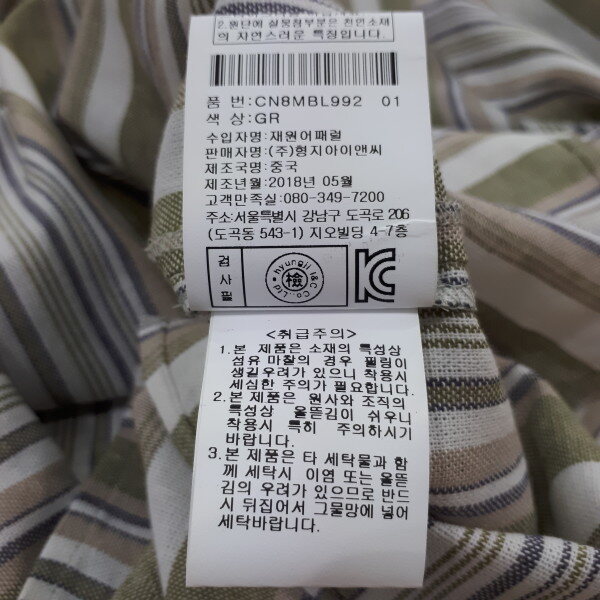 2.원단에 실뭉침부분은 천연소재
의 자연스러운 특징입니다.
품 번:CN8MBL992 01
색 상:GR
수입자명:재원어패럴
판매자명:(주)형지아이앤씨
제조국명:중국
제조년월:2018년 05월
고객만족실:080-349-7200
주소:서울특별시 강남구 도곡로 206
(도곡동 543-1) 지오빌딩 4-7층
검사필
hyungji I&C Co.,Ltd
檢
KC
<취급주의>
1.본 제품은 소재의 특성상
섬유 마찰의 경우 필링이
생길우려가 있으니 착용시
세심한 주의가 필요합니다.
2.본 제품은 원사와 조직의
특성상 올뜯김이 쉬우니
착용시 특히 주의하시기
바랍니다.
3.본 제품은 타 세탁물과 함
께 세탁시 이염 또는 올뜯
김의 우려가 있으므로 반드
시 뒤집어서 그물망에 넣어
세탁바랍니다.